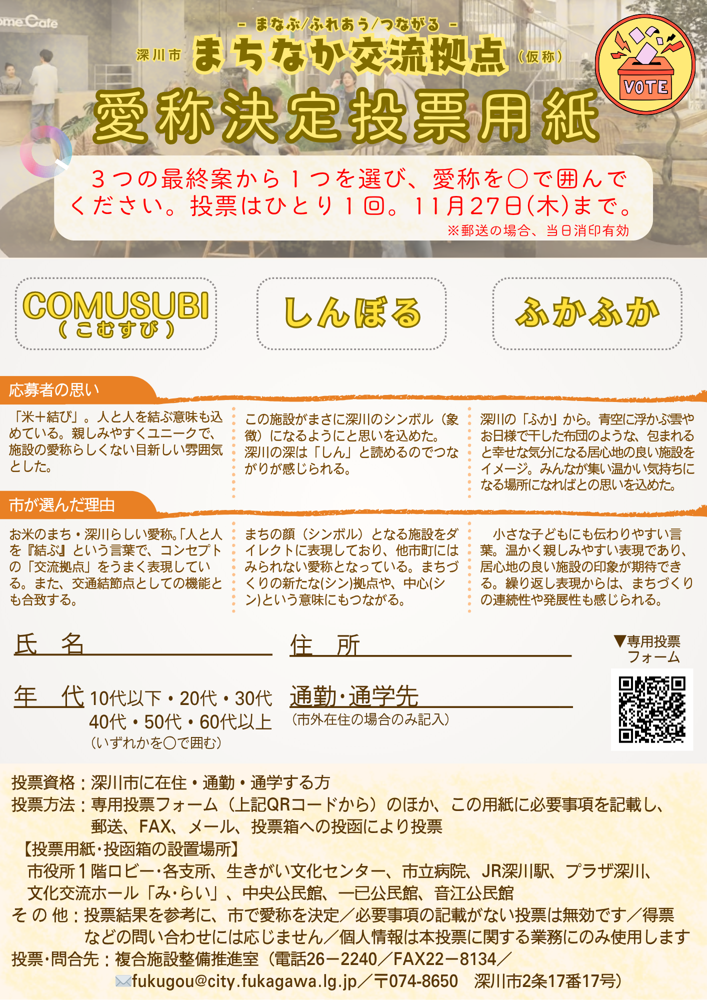 ome Cafe
- まなぶ/ふれあう/つながる -
深川市 まちなか交流拠点 (仮称)
VOTE
愛称決定投票用紙
３つの最終案から１つを選び、愛称を〇で囲んで
ください。投票はひとり１回。11月27日(木)まで。
※郵送の場合、当日消印有効
COMUSUBI
(こむすび)
しんぼる
ふかふか
応募者の思い
「米＋結び」。人と人を結ぶ意味も込
めている。親しみやすくユニークで、
施設の愛称らしくない目新しい雰囲気
とした。
この施設がまさに深川のシンボル（象
徴）になるようにと思いを込めた。
深川の深は「しん」と読めるのでつな
がりが感じられる。
深川の「ふか」から。青空に浮かぶ雲や
お日様で干した布団のような、包まれる
と幸せな気分になる居心地の良い施設を
イメージ。みんなが集い温かい気持ちに
なる場所になればとの思いを込めた。
市が選んだ理由
お米のまち・深川らしい愛称。「人と人
を『結ぶ』という言葉で、コンセプト
の「交流拠点」をうまく表現してい
る。また、交通結節点としての機能と
も合致する。
まちの顔（シンボル）となる施設をダ
イレクトに表現しており、他市町には
みられない愛称となっている。まちづ
くりの新たな(シン)拠点や、中心(シ
ン)という意味にもつながる。
小さな子どもにも伝わりやすい言
葉。温かく親しみやすい表現であり、
居心地の良い施設の印象が期待でき
る。繰り返し表現からは、まちづくり
の連続性や発展性も感じられる。
氏　名
住　所
▼専用投票
フォーム
年　代 10代以下・20代・30代
40代・50代・60代以上
（いずれかを〇で囲む）
通勤・通学先
（市外在住の場合のみ記入）
投票資格：深川市に在住・通勤・通学する方
投票方法：専用投票フォーム（上記QRコードから）のほか、この用紙に必要事項を記載し、
郵送、FAX、メール、投票箱への投函により投票
【投票用紙・投函箱の設置場所】
市役所１階ロビー・各支所、生きがい文化センター、市立病院、JR深川駅、プラザ深川、
文化交流ホール「み・らい」、中央公民館、一已公民館、音江公民館
そ の 他：投票結果を参考に、市で愛称を決定／必要事項の記載がない投票は無効です／得票
などの問い合わせには応じません／個人情報は本投票に関する業務にのみ使用します
投票・問合先：複合施設整備推進室（電話26－2240／FAX22－8134／
✉fukugou@city.fukagawa.lg.jp／〒074-8650　深川市2条17番17号）